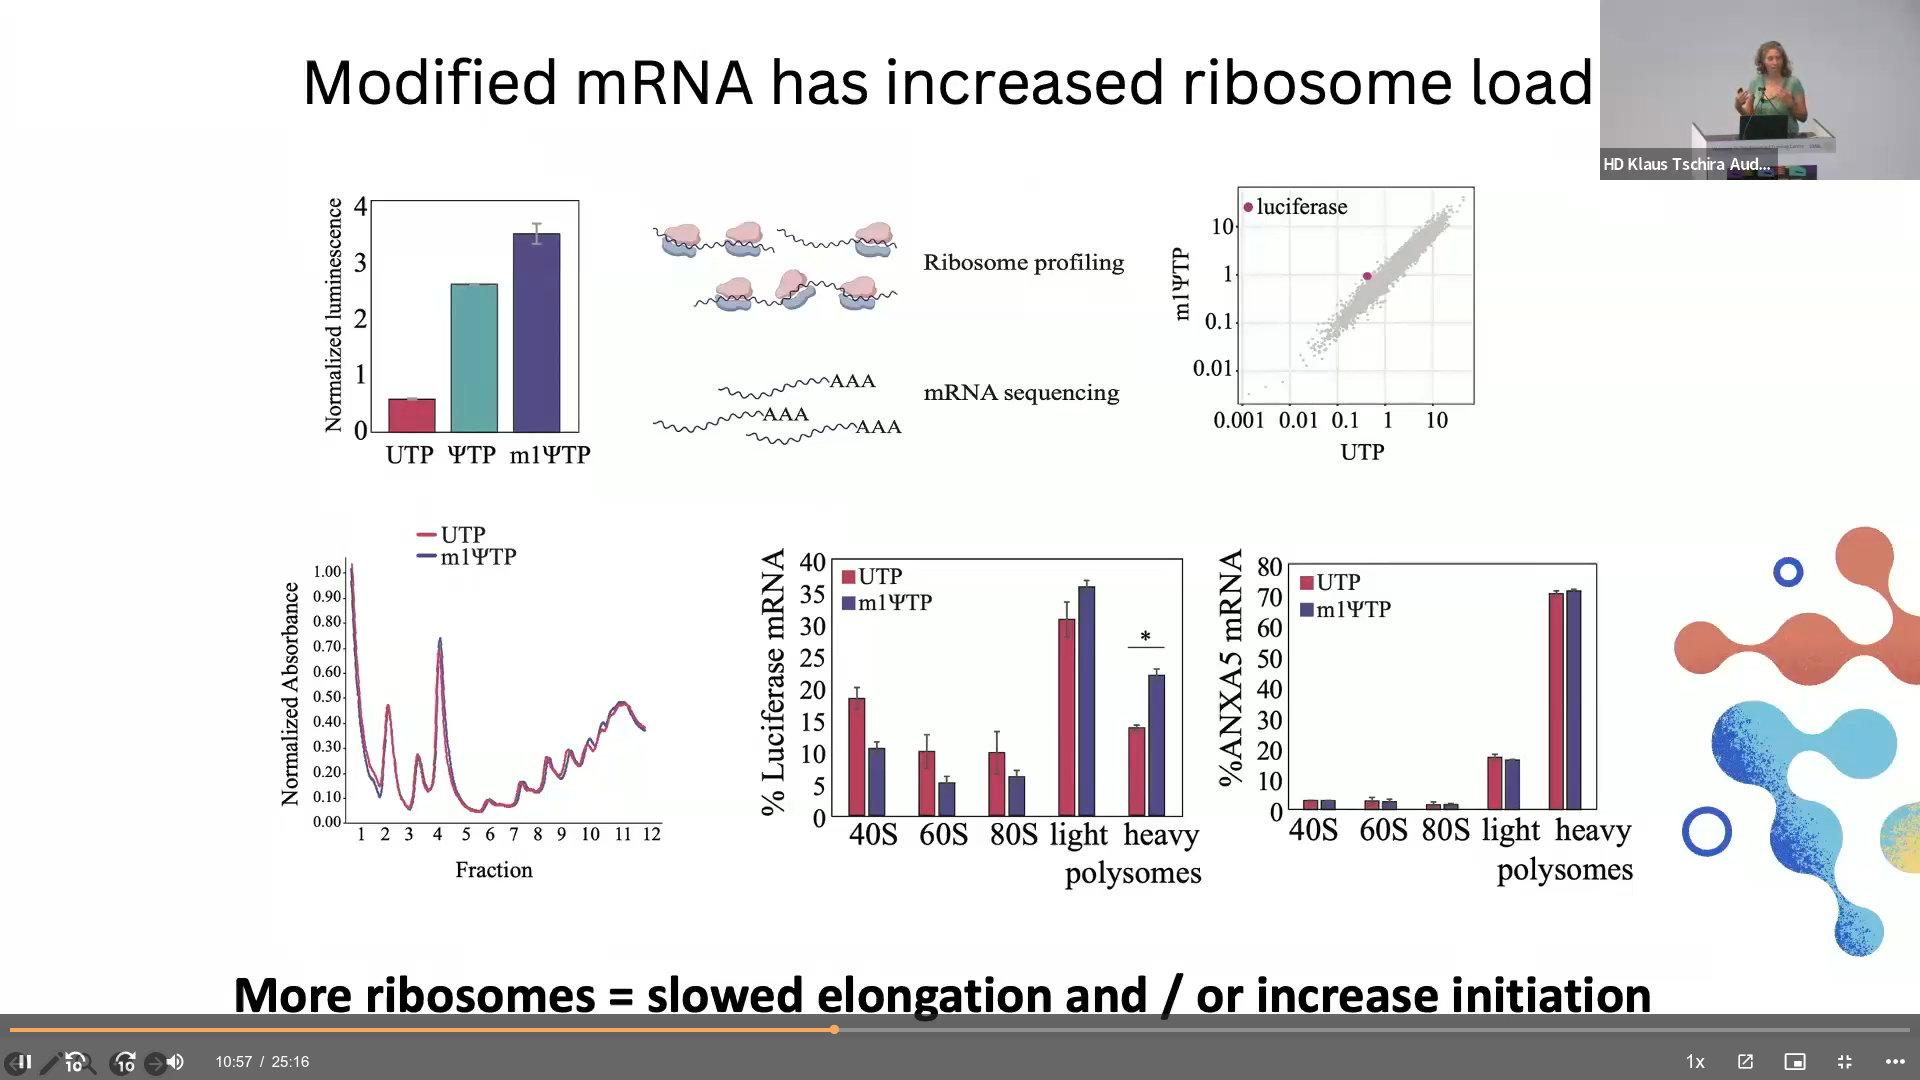 Modified mRNA has increased ribosome load
HD Klaus Tschira Aud...
Normalized luminescence
4
3
2
1
0
UTP ΨTP m1ΨTP
Ribosome profiling
AAA
AAA
AAA
mRNA sequencing
luciferase
m1ΨTP
10
1
0.1
0.01
0.001 0.01 0.1 1 10
UTP
UTP
m1ΨTP
Normalized Absorbance
1.00
0.90
0.80
0.70
0.60
0.50
0.40
0.30
0.20
0.10
0.00
1 2 3 4 5 6 7 8 9 10 11 12
Fraction
% Luciferase mRNA
40
35
30
25
20
15
10
5
0
UTP
m1ΨTP
*
40S 60S 80S light heavy
polysomes
%ANXA5 mRNA
80
70
60
50
40
30
20
10
0
UTP
m1ΨTP
40S 60S 80S light heavy
polysomes
More ribosomes = slowed elongation and / or increase initiation
10 10 10:57 / 25:16 1x